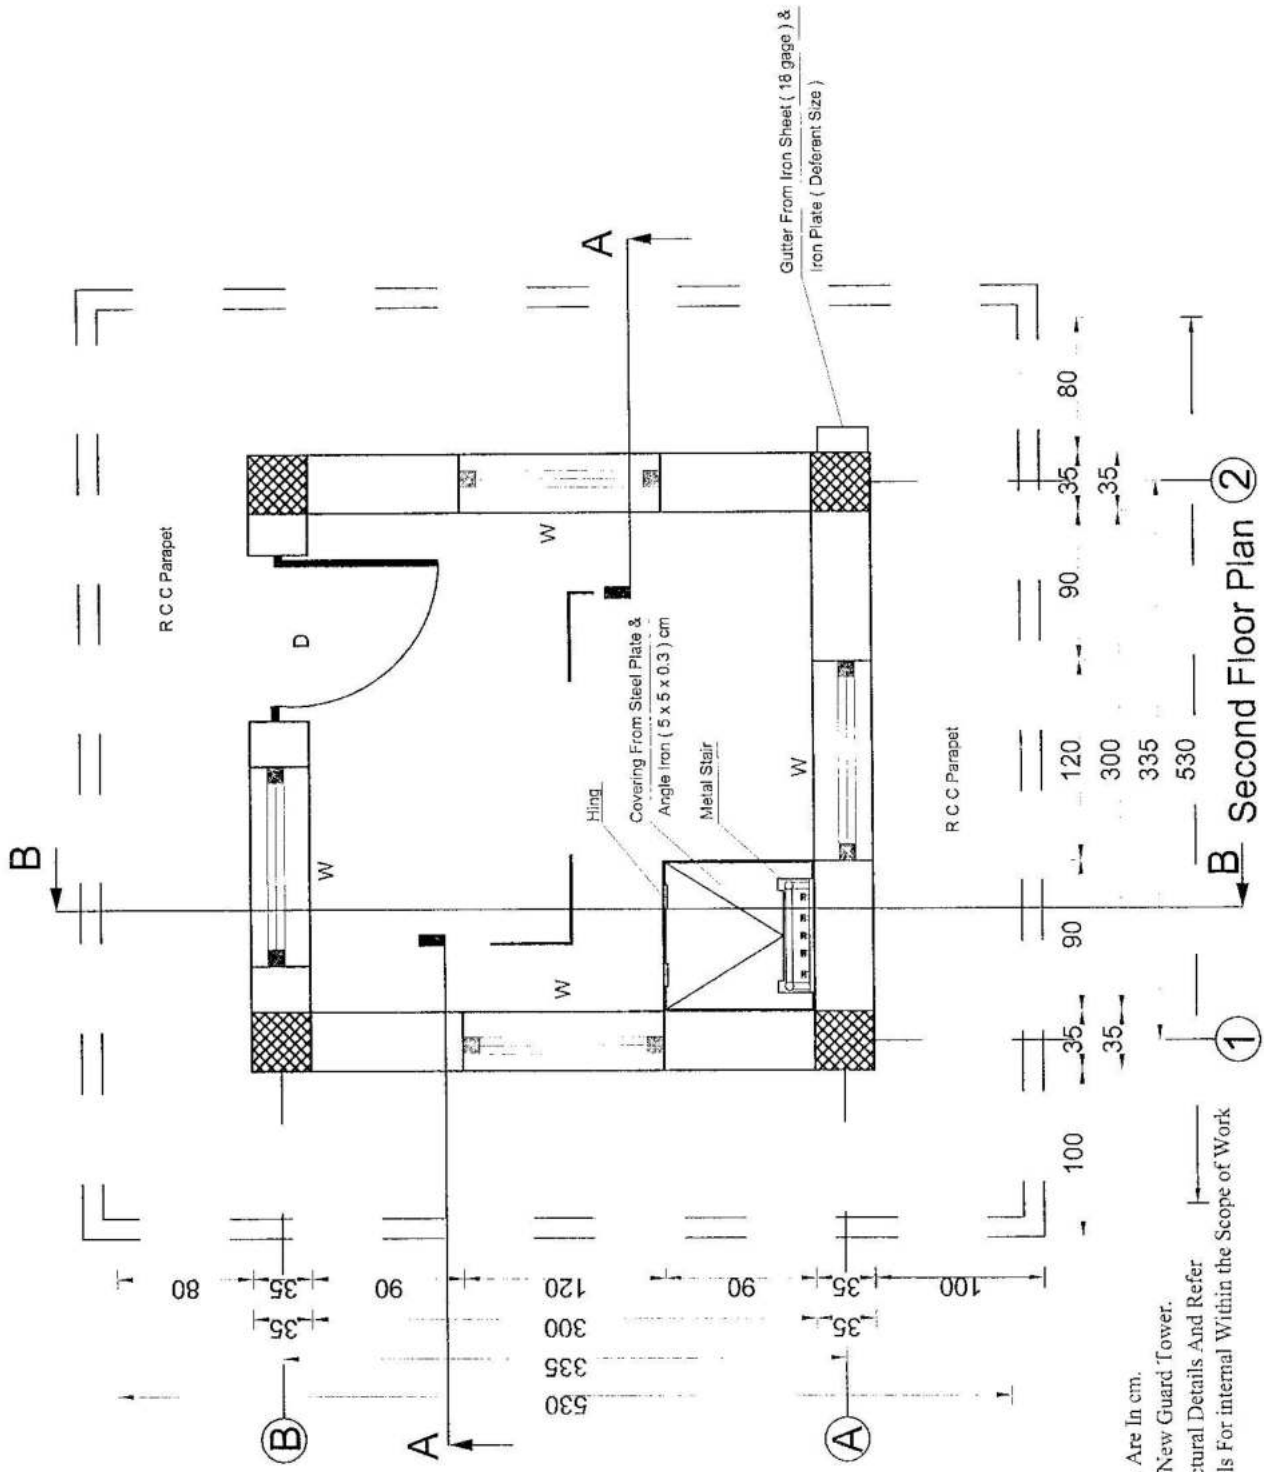 B
R C C Parapet
D
W
W
W
W
Hing
Covering From Steel Plate &
Angle Iron ( 5 x 5 x 0.3 ) cm
Metal Stair
A
Gutter From Iron Sheet ( 18 gage ) &
Iron Plate ( Deferent Size )
R C C Parapet
80
35
90
120
90
35
100
35
300
35
335
530
B
A
A
100
35
90
120
90
35
80
35
300
35
335
530
1
2
B
Second Floor Plan
Are In cm.
New Guard Tower.
ctural Details And Refer
ls For internal Within the Scope of Work